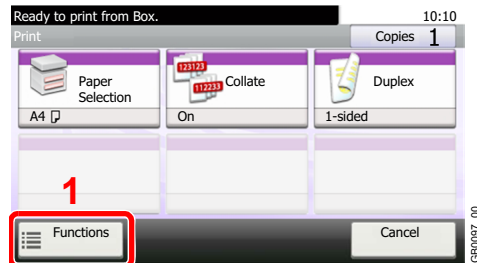 Ready to print from Box.
10:10
Print
Copies 1
123123
112233
Paper
Selection
Collate
Duplex
A4
On
1-sided
1
Functions
Cancel
GB0097_00